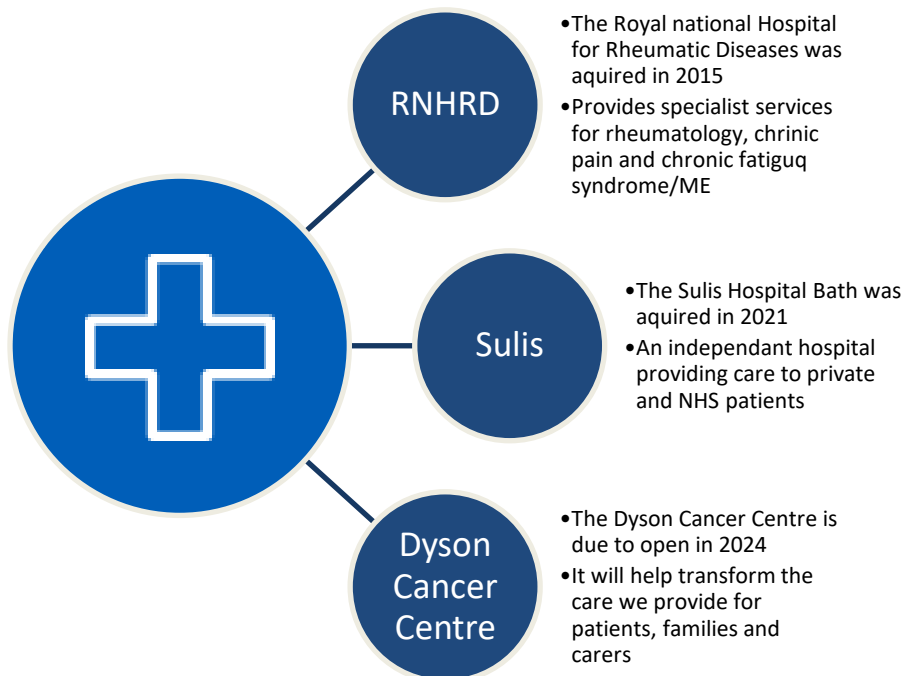 RNHRD
•The Royal national Hospital
for Rheumatic Diseases was
aquired in 2015
•Provides specialist services
for rheumatology, chrinic
pain and chronic fatiguq
syndrome/ME
Sulis
•The Sulis Hospital Bath was
aquired in 2021
•An independant hospital
providing care to private
and NHS patients
Dyson
Cancer
Centre
•The Dyson Cancer Centre is
due to open in 2024
•It will help transform the
care we provide for
patients, families and
carers